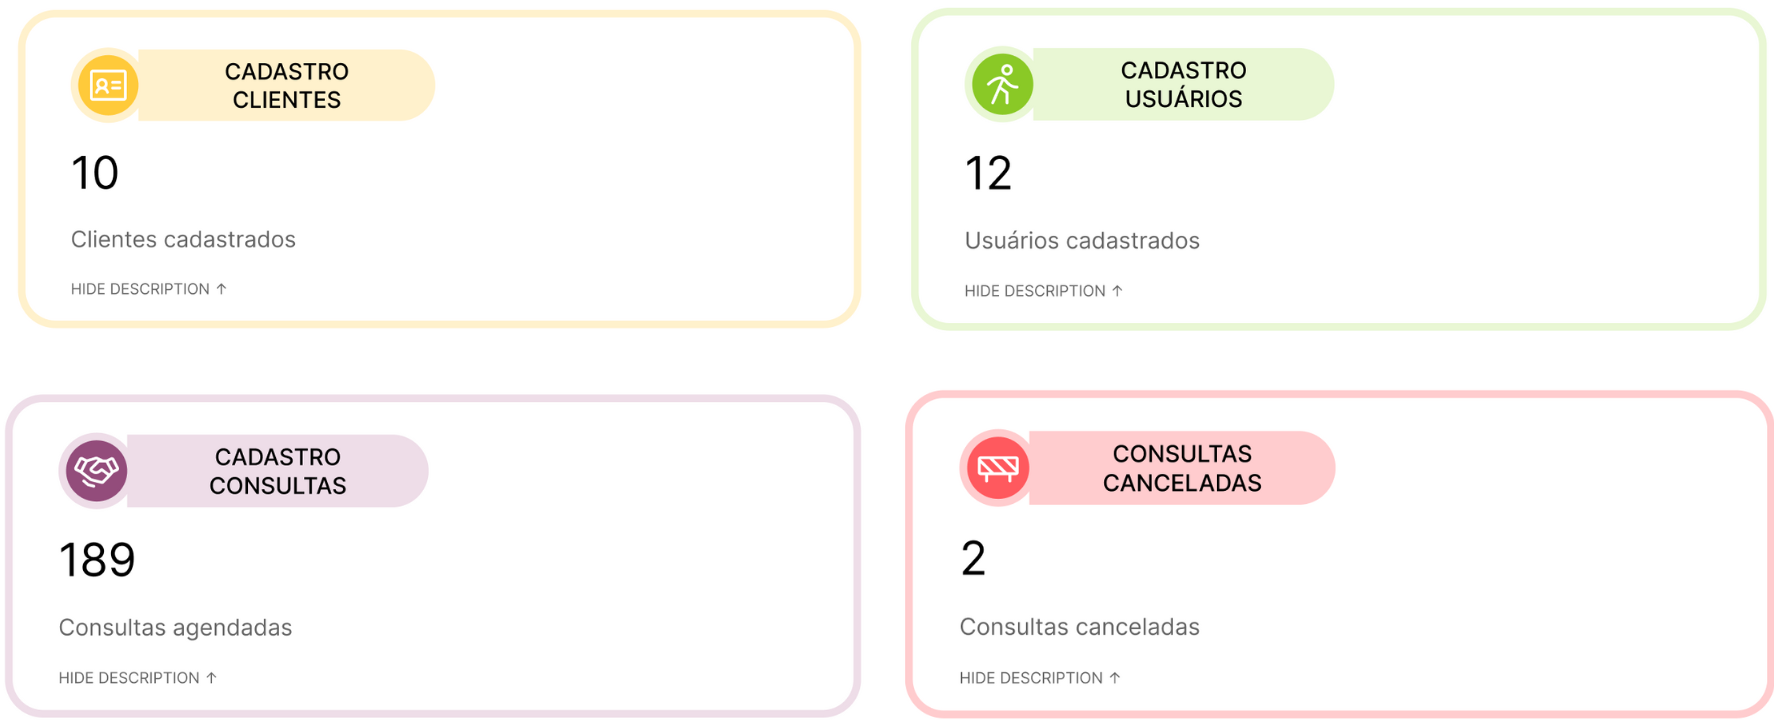 CADASTRO
CLIENTES
10
Clientes cadastrados
HIDE DESCRIPTION ↑
CADASTRO
USUÁRIOS
12
Usuários cadastrados
HIDE DESCRIPTION ↑
CADASTRO
CONSULTAS
189
Consultas agendadas
HIDE DESCRIPTION ↑
CONSULTAS
CANCELADAS
2
Consultas canceladas
HIDE DESCRIPTION ↑